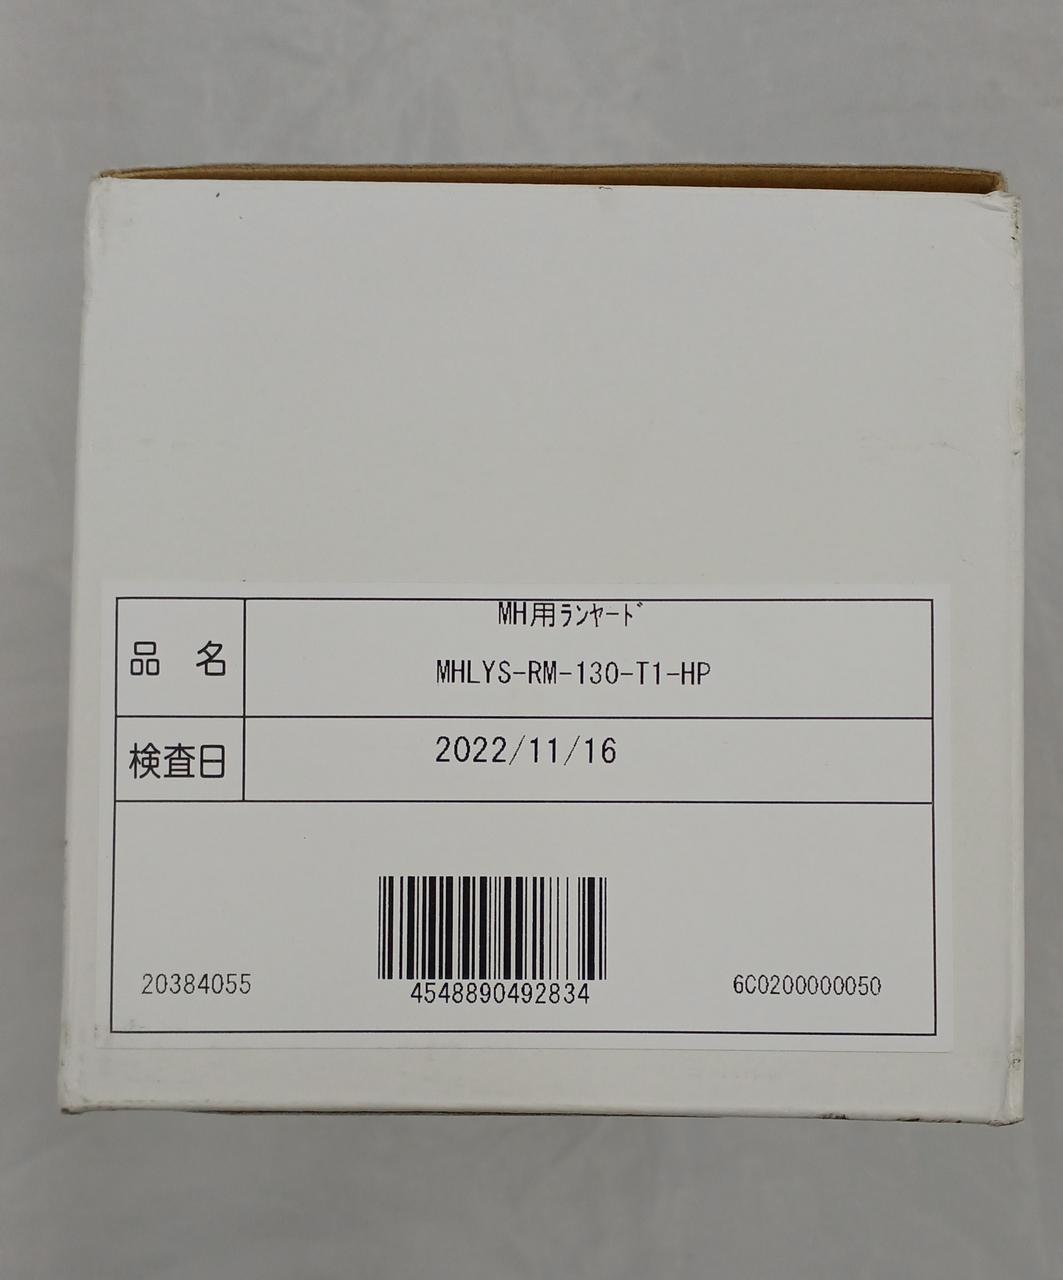 品 名
MH用ﾗﾝﾔｰﾄﾞ
MHLYS-RM-130-T1-HP
検査日
2022/11/16
20384055
4548890492834
6C0200000050